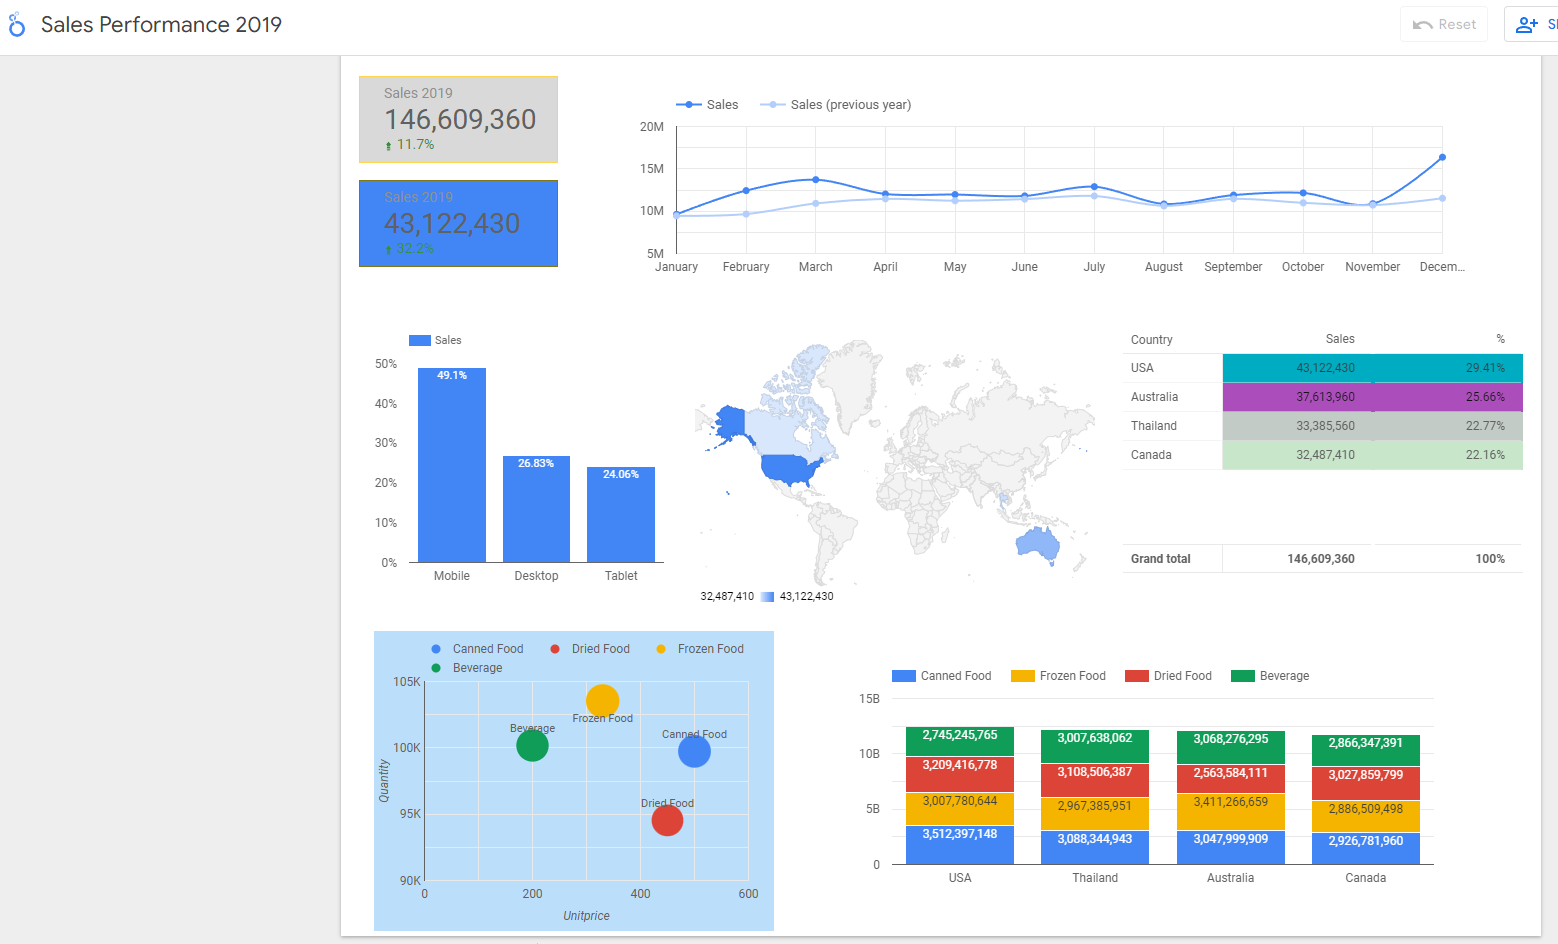 Sales Performance 2019
Reset
Sales 2019
146,609,360
11.7%
Sales 2019
43,122,430
32.2%
Sales
Sales (previous year)
20M
15M
10M
5M
January February March April May June July August September October November Decem...
Sales
50%
40%
30%
20%
10%
0%
49.1%
26.83%
24.06%
Mobile Desktop Tablet
32,487,410 43,122,430
Country Sales %
USA 43,122,430 29.41%
Australia 37,613,960 25.66%
Thailand 33,385,560 22.77%
Canada 32,487,410 22.16%
Grand total 146,609,360 100%
Canned Food Dried Food Frozen Food
Beverage
105K
100K
95K
90K
Quantity
Frozen Food
Beverage
Canned Food
Dried Food
0 200 400 600
Unitprice
Canned Food Frozen Food Dried Food Beverage
15B
10B
5B
0
2,745,245,765 3,007,638,062 3,068,276,295 2,866,347,391
3,209,416,778 3,108,506,387 2,563,584,111 3,027,859,799
3,007,780,644 2,967,385,951 3,411,266,659 2,886,509,498
3,512,397,148 3,088,344,943 3,047,999,909 2,926,781,960
USA Thailand Australia Canada